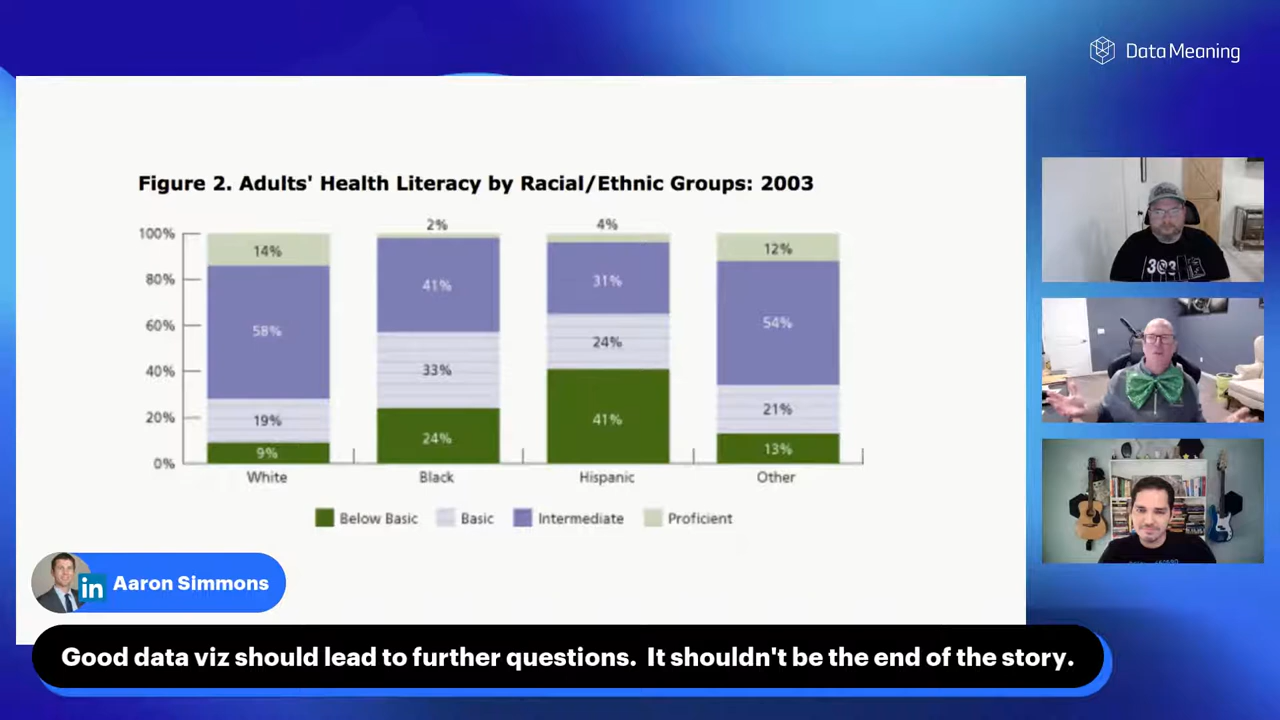 Data Meaning
Figure 2. Adults' Health Literacy by Racial/Ethnic Groups: 2003
2% 4%
100%
14% 12%
80%
41% 31%
60%
58% 54%
24%
40%
33%
41%
20%
19% 21%
24%
9% 13%
0%
White Black Hispanic Other
Below Basic Basic Intermediate Proficient
in Aaron Simmons
Good data viz should lead to further questions. It shouldn't be the end of the story.